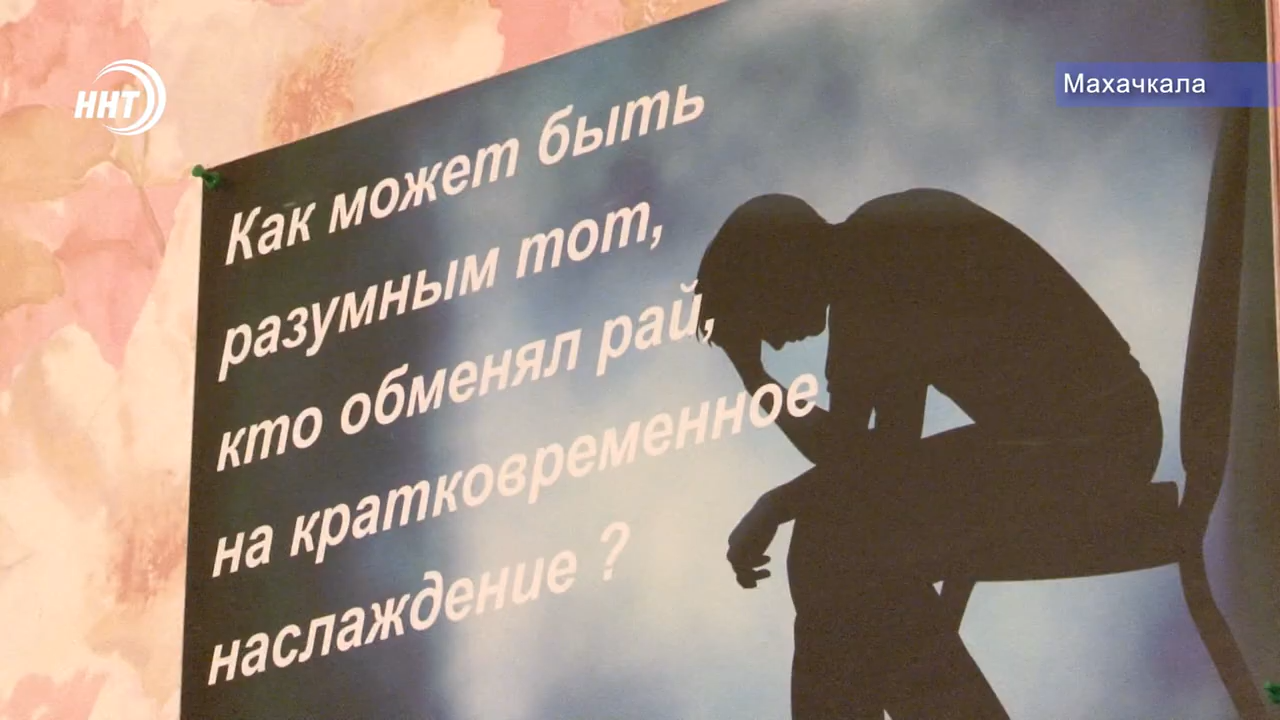 ННТ
Махачкала
Как может быть
разумным тот,
кто обменял рай,
на кратковременное
наслаждение ?